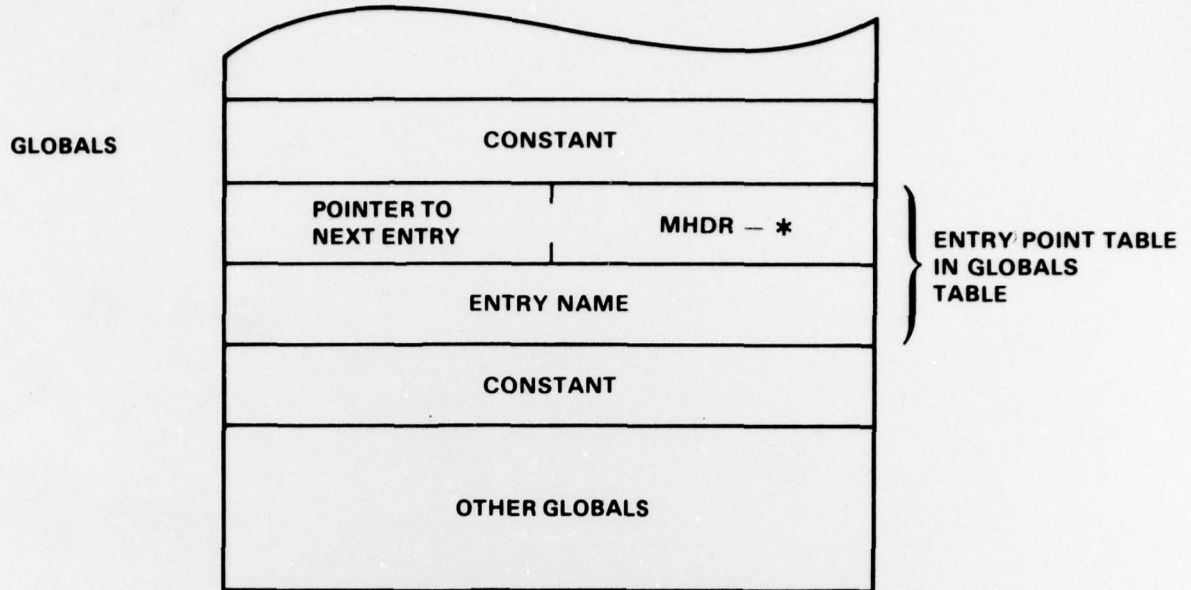 GLOBALS
CONSTANT
POINTER TO
NEXT ENTRY
MHDR — *
ENTRY POINT TABLE
IN GLOBALS
TABLE
ENTRY NAME
CONSTANT
OTHER GLOBALS